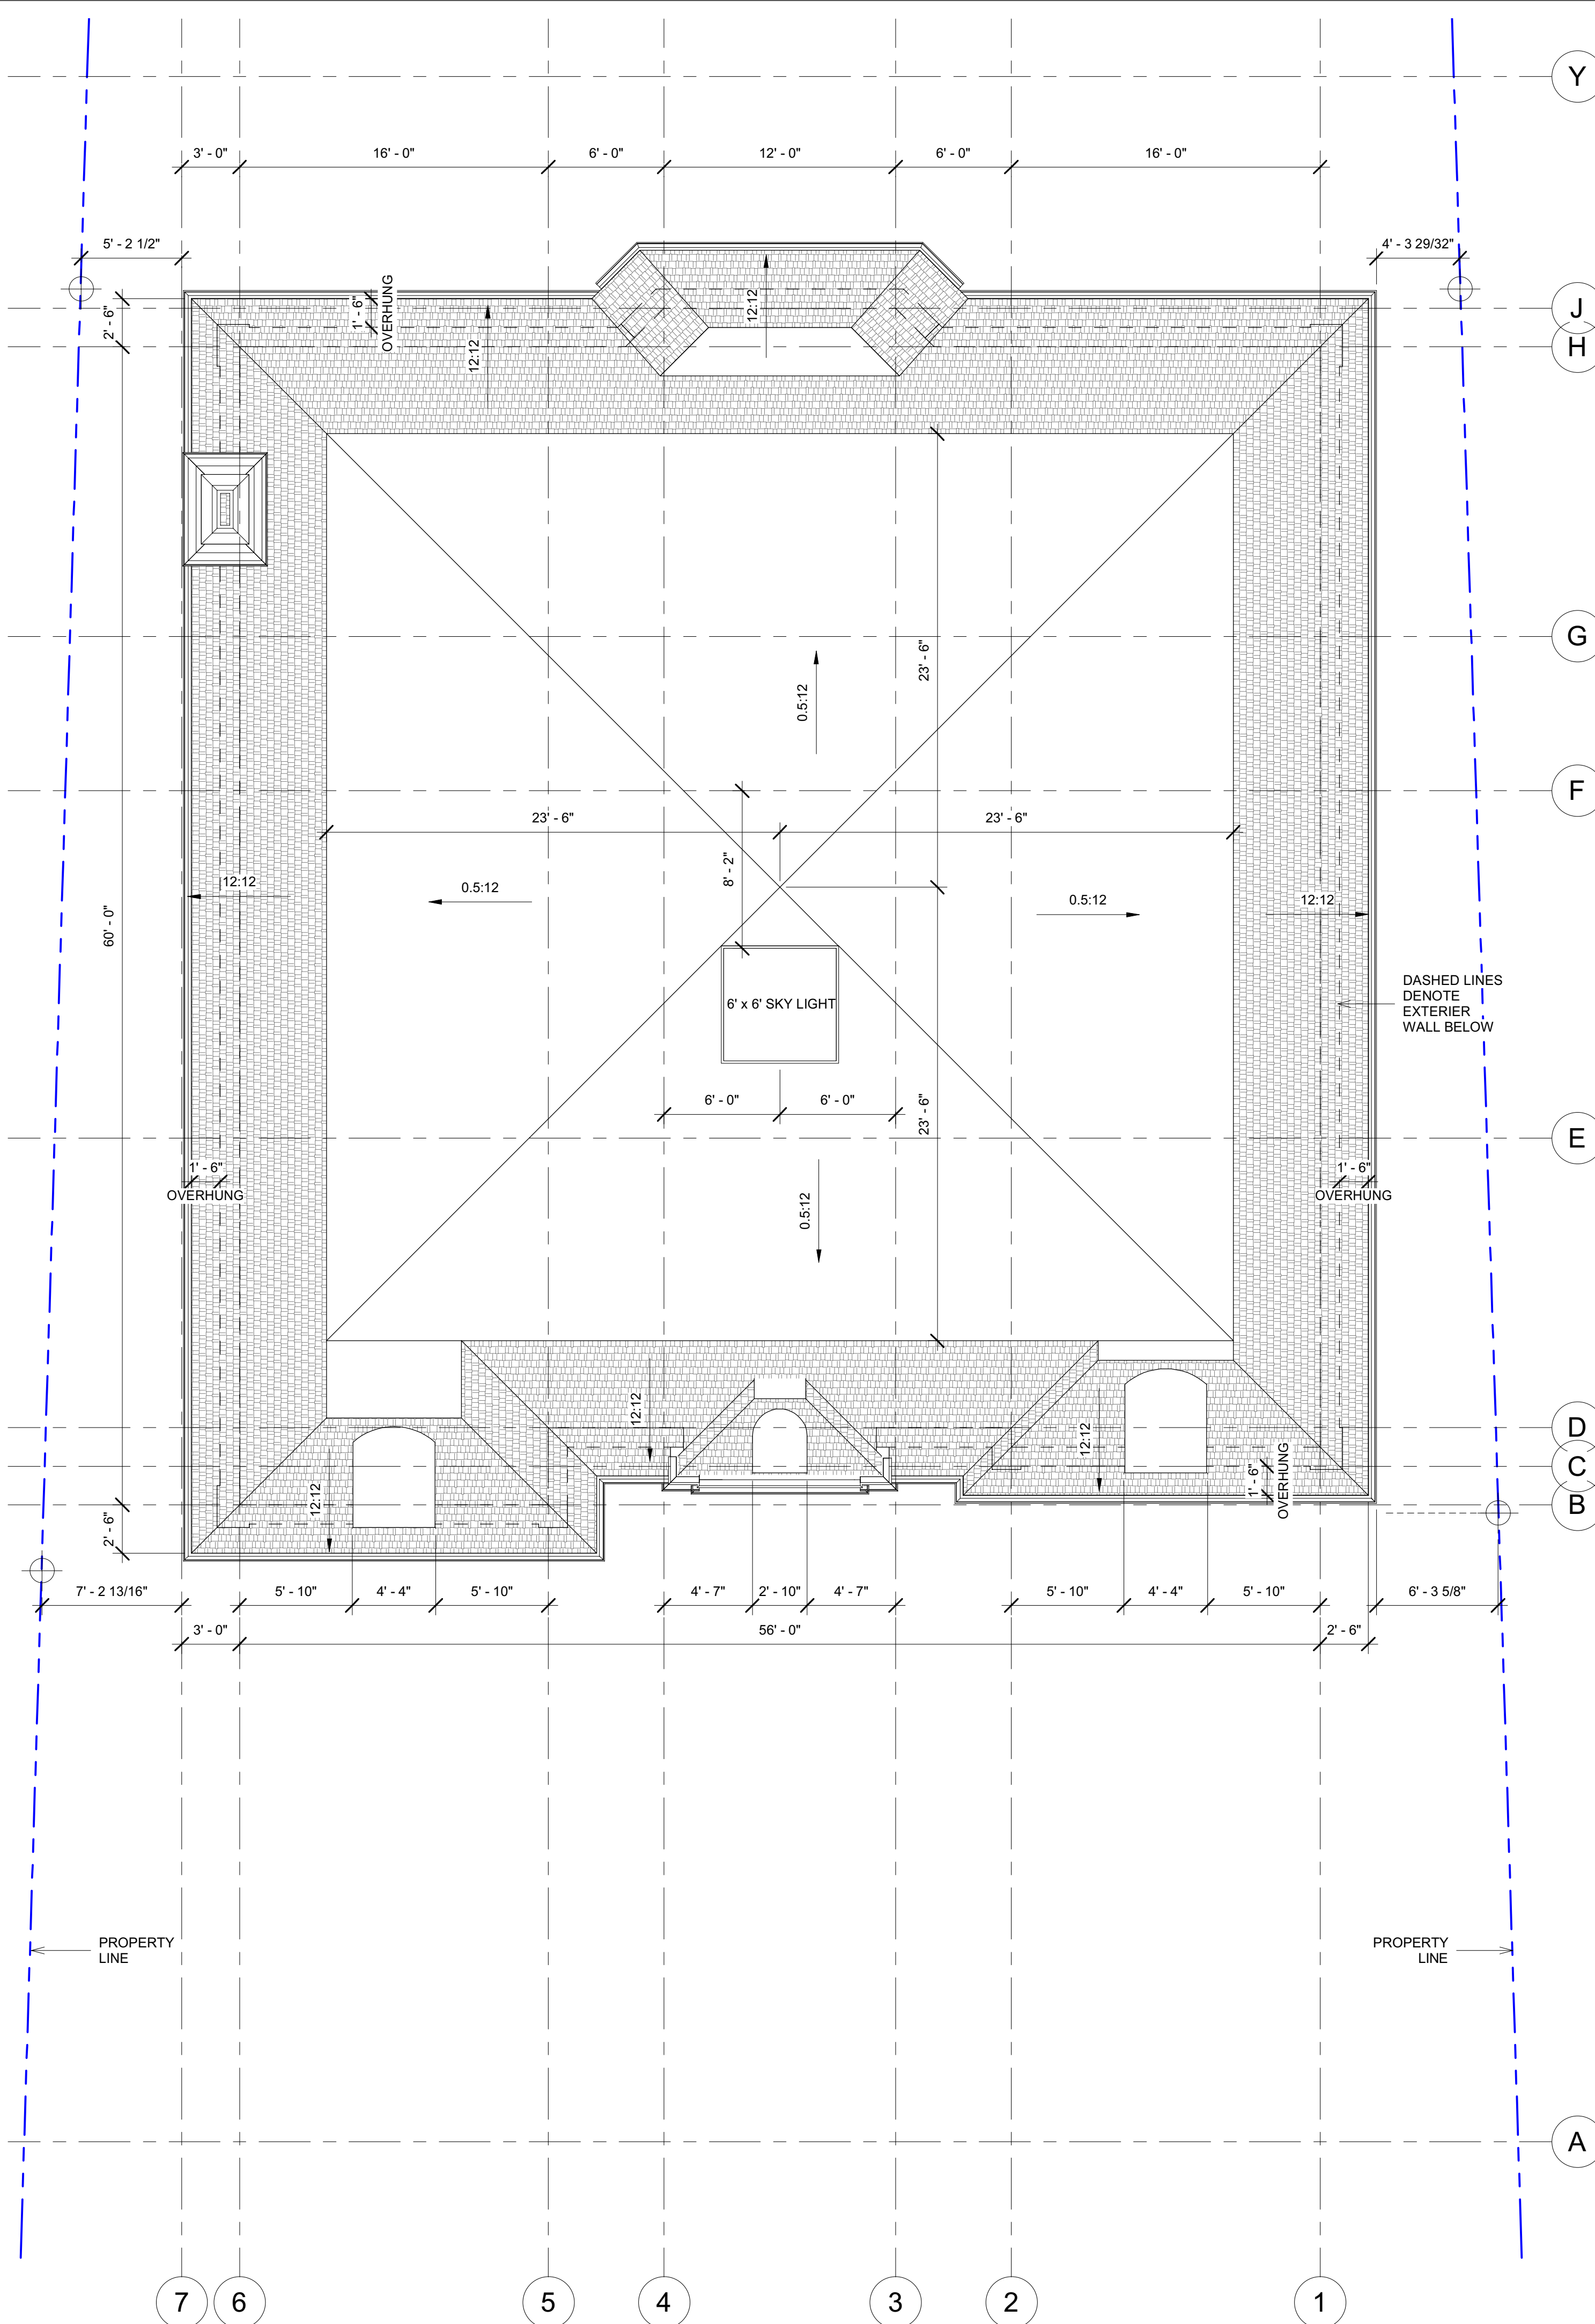 Y
3' - 0"
16' - 0"
6' - 0"
12' - 0"
6' - 0"
16' - 0"
5' - 2 1/2"
4' - 3 29/32"
2' - 6"
1' - 6"
OVERHUNG
12:12
12:12
J
H
G
23' - 6"
0.5:12
F
23' - 6"
23' - 6"
8' - 2"
12:12
0.5:12
0.5:12
12:12
60' - 0"
6' x 6' SKY LIGHT
DASHED LINES
DENOTE
EXTERIER
WALL BELOW
6' - 0"
6' - 0"
23' - 6"
E
1' - 6"
OVERHUNG
1' - 6"
OVERHUNG
0.5:12
12:12
12:12
12:12
1' - 6"
OVERHUNG
D
C
B
2' - 6"
7' - 2 13/16"
5' - 10"
4' - 4"
5' - 10"
4' - 7"
2' - 10"
4' - 7"
5' - 10"
4' - 4"
5' - 10"
6' - 3 5/8"
3' - 0"
56' - 0"
2' - 6"
PROPERTY
LINE
PROPERTY
LINE
A
7
6
5
4
3
2
1